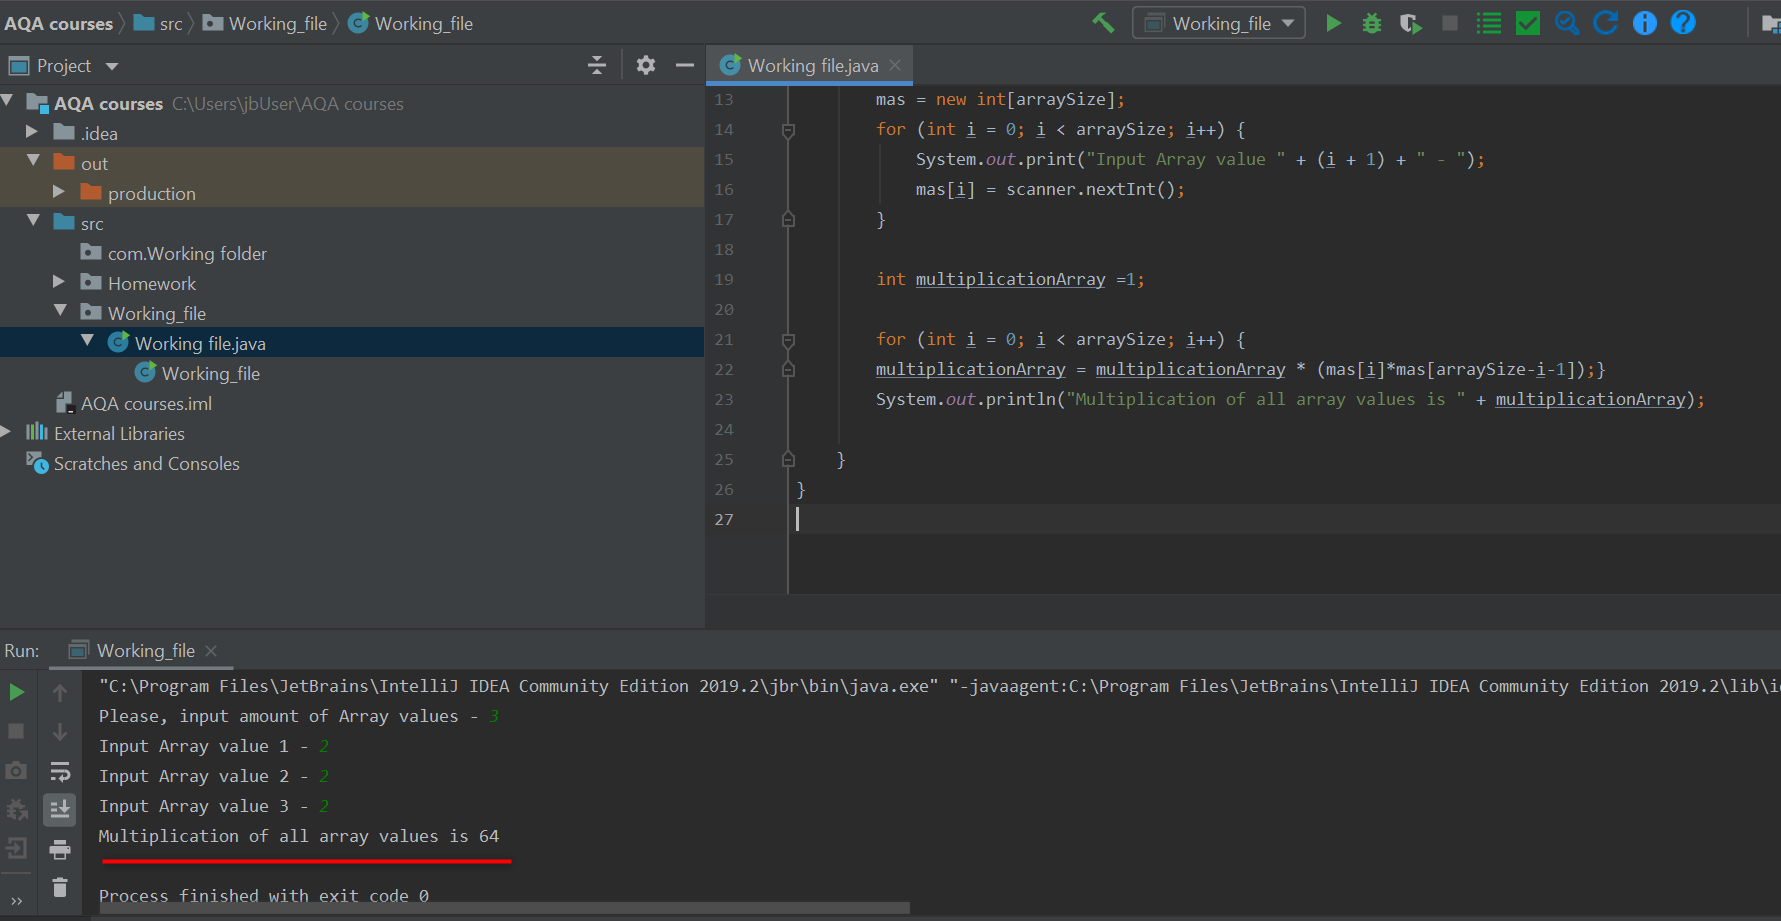 AQA courses src Working_file Working_file
Working_file
Project
Working file.java
AQA courses C:\Users\jbUser\AQA courses
.idea
out
production
src
com.Working folder
Homework
Working_file
Working file.java
Working_file
AQA courses.iml
External Libraries
Scratches and Consoles
13 mas = new int[arraySize];
14 for (int i = 0; i < arraySize; i++) {
15 System.out.print("Input Array value " + (i + 1) + " - ");
16 mas[i] = scanner.nextInt();
17 }
18
19 int multiplicationArray =1;
20
21 for (int i = 0; i < arraySize; i++) {
22 multiplicationArray = multiplicationArray * (mas[i]*mas[arraySize-i-1]);}
23 System.out.println("Multiplication of all array values is " + multiplicationArray);
24
25 }
26 }
27
Run: Working_file
"C:\Program Files\JetBrains\IntelliJ IDEA Community Edition 2019.2\jbr\bin\java.exe" "-javaagent:C:\Program Files\JetBrains\IntelliJ IDEA Community Edition 2019.2\lib\i
Please, input amount of Array values - 3
Input Array value 1 - 2
Input Array value 2 - 2
Input Array value 3 - 2
Multiplication of all array values is 64
Process finished with exit code 0